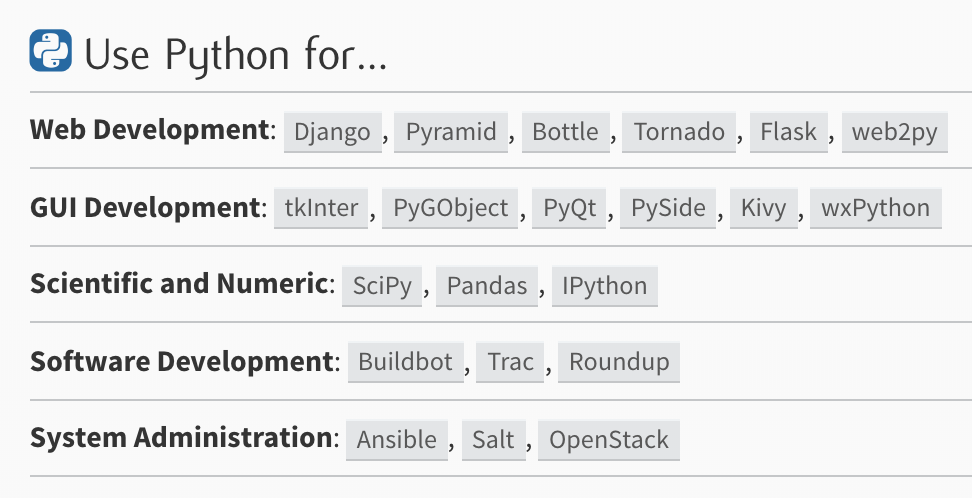 Use Python for...
Web Development: Django, Pyramid, Bottle, Tornado, Flask, web2py
GUI Development: tkInter, PyGObject, PyQt, PySide, Kivy, wxPython
Scientific and Numeric: SciPy, Pandas, IPython
Software Development: Buildbot, Trac, Roundup
System Administration: Ansible, Salt, OpenStack